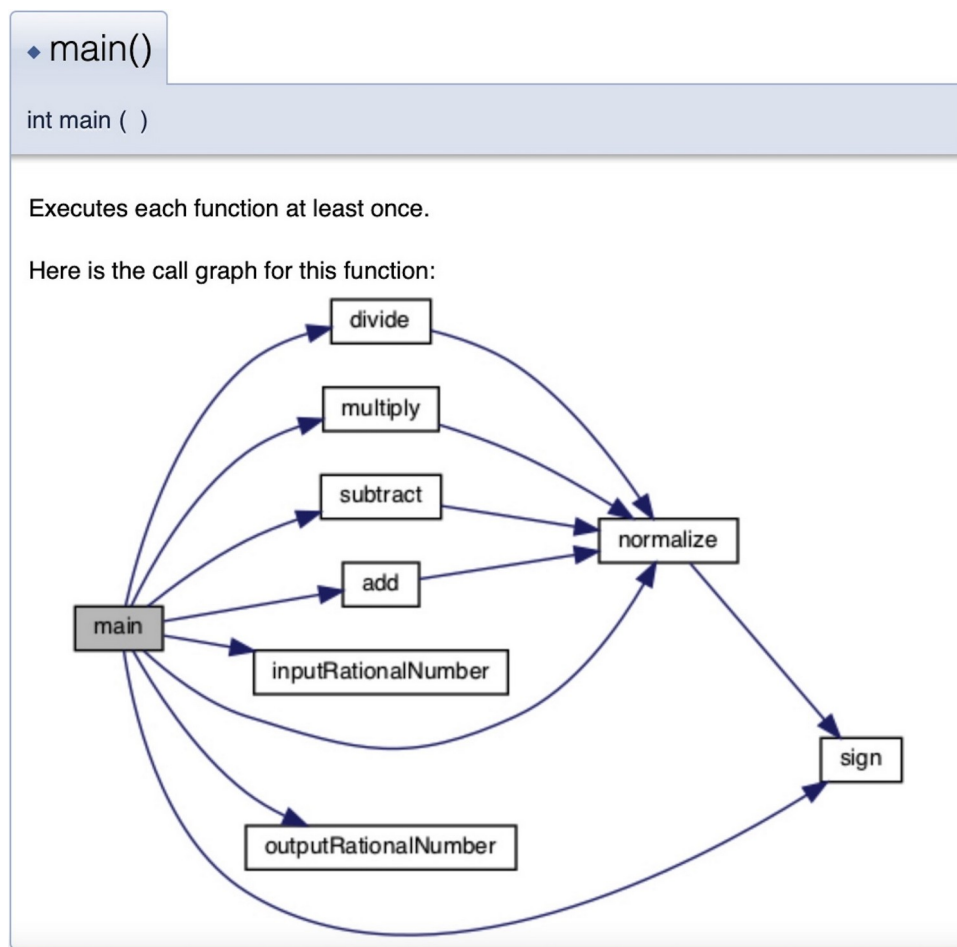 main()
int main ( )
Executes each function at least once.
Here is the call graph for this function:
divide
multiply
subtract
normalize
add
main
inputRationalNumber
sign
outputRationalNumber